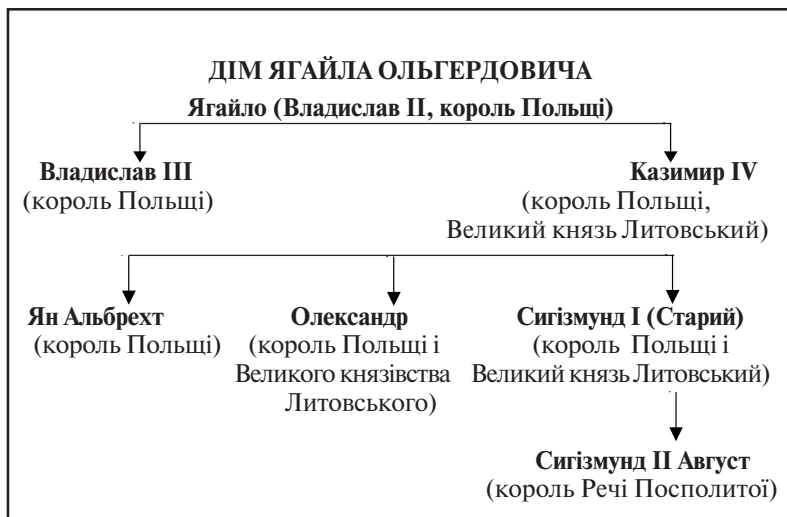 ДІМ ЯГАЙЛА ОЛЬГЕРДОВИЧА
Ягайло (Владислав II, король Польщі)
Владислав III
(король Польщі)
Казимир IV
(король Польщі,
Великий князь Литовський)
Ян Альбрехт
(король Польщі)
Олександр
(король Польщі і
Великого князівства
Литовського)
Сигізмунд I (Старий)
(король Польщі і
Великий князь Литовський)
Сигізмунд II Август
(король Речі Посполитої)